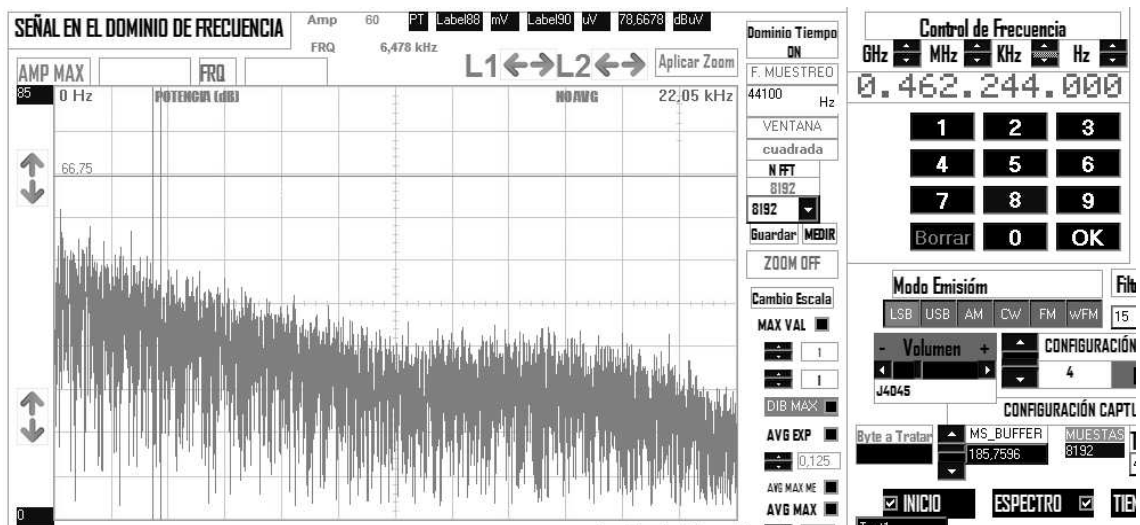 SEÑAL EN EL DOMINIO DE FRECUENCIA
Amp 60 PT Label88 mV Label90 uV 78,6678 dBuV
FRQ 6,478 kHz
L1 L2 Aplicar Zoom
AMP MAX FRQ
85 0 Hz POTENCIA (dB) NO AVG 22,05 kHz
66,75
0
Dominio Tiempo
ON
F. MUESTREO
44100 Hz
VENTANA
cuadrada
N FFT
8192
8192
Guardar MEDIR
ZOOM OFF
Cambio Escala
MAX VAL
1
1
DIB MAX
AVG EXP
0,125
AVG MAX ME
AVG MAX
Control de Frecuencia
GHz MHz KHz Hz
0.462.244.000
1 2 3
4 5 6
7 8 9
Borrar 0 OK
Modo Emisióm
LSB USB AM CW FM WFM 15
- Volumen + CONFIGURACIÓN
4
J4045
CONFIGURACIÓN
Byte a Tratar MS_BUFFER MUESTAS
185,7596 8192
INICIO ESPECTRO